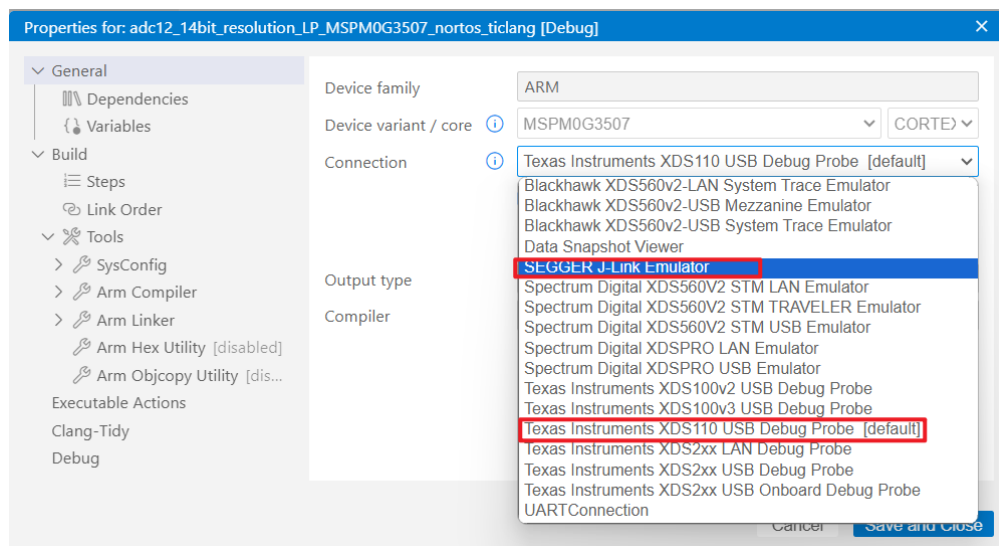 Properties for: adc12_14bit_resolution_LP_MSPM0G3507_nortos_ticlang [Debug]
General
Dependencies
Variables
Build
Steps
Link Order
Tools
SysConfig
Arm Compiler
Arm Linker
Arm Hex Utility [disabled]
Arm Objcopy Utility [dis...
Executable Actions
Clang-Tidy
Debug
Device family ARM
Device variant / core MSPM0G3507 CORTEX
Connection Texas Instruments XDS110 USB Debug Probe [default]
Output type
Compiler
Blackhawk XDS560v2-LAN System Trace Emulator
Blackhawk XDS560v2-USB Mezzanine Emulator
Blackhawk XDS560v2-USB System Trace Emulator
Data Snapshot Viewer
SEGGER J-Link Emulator
Spectrum Digital XDS560V2 STM LAN Emulator
Spectrum Digital XDS560V2 STM TRAVELER Emulator
Spectrum Digital XDS560V2 STM USB Emulator
Spectrum Digital XDSPRO LAN Emulator
Spectrum Digital XDSPRO USB Emulator
Texas Instruments XDS100v2 USB Debug Probe
Texas Instruments XDS100v3 USB Debug Probe
Texas Instruments XDS110 USB Debug Probe [default]
Texas Instruments XDS2xx LAN Debug Probe
Texas Instruments XDS2xx USB Debug Probe
Texas Instruments XDS2xx USB Onboard Debug Probe
UARTConnection
Cancel Save and Close